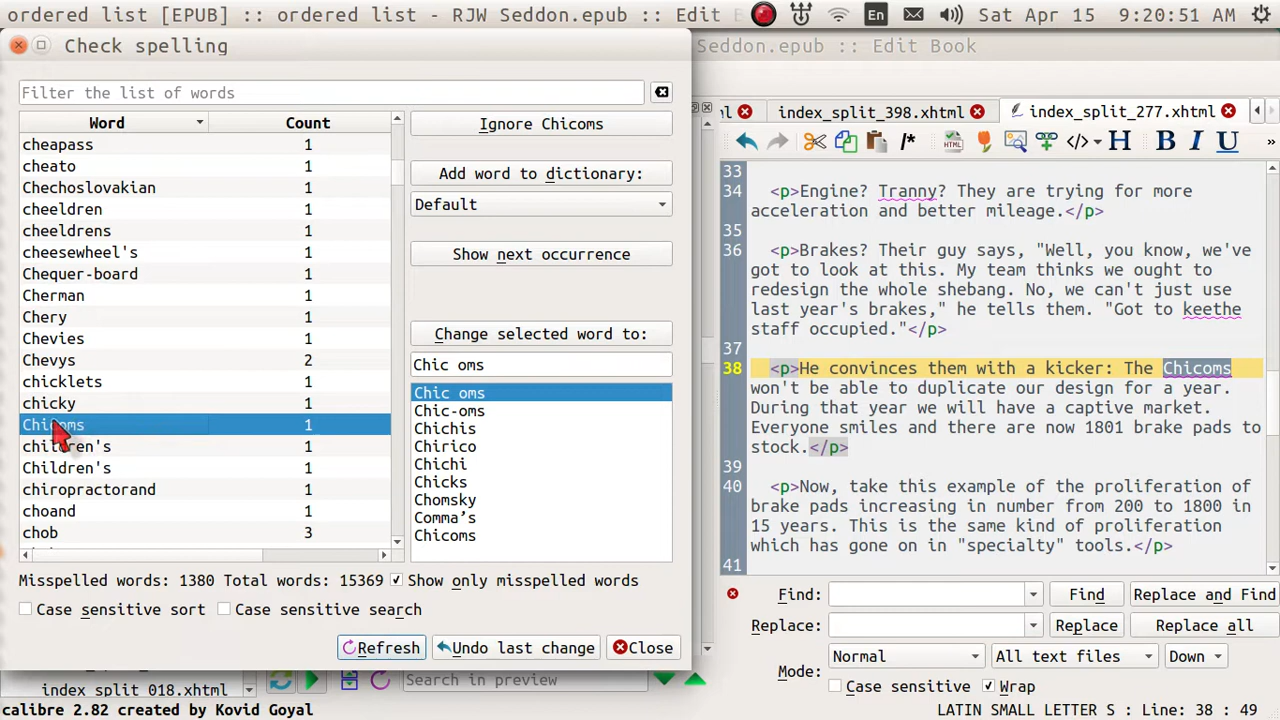 ordered list [EPUB] :: ordered list - RJW Seddon.epub :: Edit En Sat Apr 15 9:20:51 AM
Check spelling
Seddon.epub :: Edit Book
Filter the list of words
Word Count
cheapass 1
cheato 1
Chechoslovakian 1
cheeldren 1
cheeldrens 1
cheesewheel's 1
Chequer-board 1
Cherman 1
Chery 1
Chevies 1
Chevys 2
chicklets 1
chicky 1
Chicoms 1
children's 1
Children's 1
chiropractorand 1
choand 1
chob 3
Ignore Chicoms
Add word to dictionary:
Default
Show next occurrence
Change selected word to:
Chic oms
Chic oms
Chic-oms
Chichis
Chirico
Chichi
Chicks
Chomsky
Comma’s
Chicoms
Misspelled words: 1380 Total words: 15369 Show only misspelled words
Case sensitive sort Case sensitive search
Refresh Undo last change Close
index_split_398.xhtml index_split_277.xhtml
/* </> H B I U »
33
34 <p>Engine? Tranny? They are trying for more
acceleration and better mileage.</p>
35
36 <p>Brakes? Their guy says, "Well, you know, we've
got to look at this. My team thinks we ought to
redesign the whole shebang. No, we can't just use
last year's brakes," he tells them. "Got to keethe
staff occupied."</p>
37
38 <p>He convinces them with a kicker: The Chicoms
won't be able to duplicate our design for a year.
During that year we will have a captive market.
Everyone smiles and there are now 1801 brake pads to
stock.</p>
39
40 <p>Now, take this example of the proliferation of
brake pads increasing in number from 200 to 1800 in
15 years. This is the same kind of proliferation
which has gone on in "specialty" tools.</p>
41
Find: Find Replace and Find
Replace: Replace Replace all
Mode: Normal All text files Down
Case sensitive Wrap
index_split_018.xhtml Search in preview
calibre 2.82 created by Kovid Goyal LATIN SMALL LETTER S : Line: 38 : 49